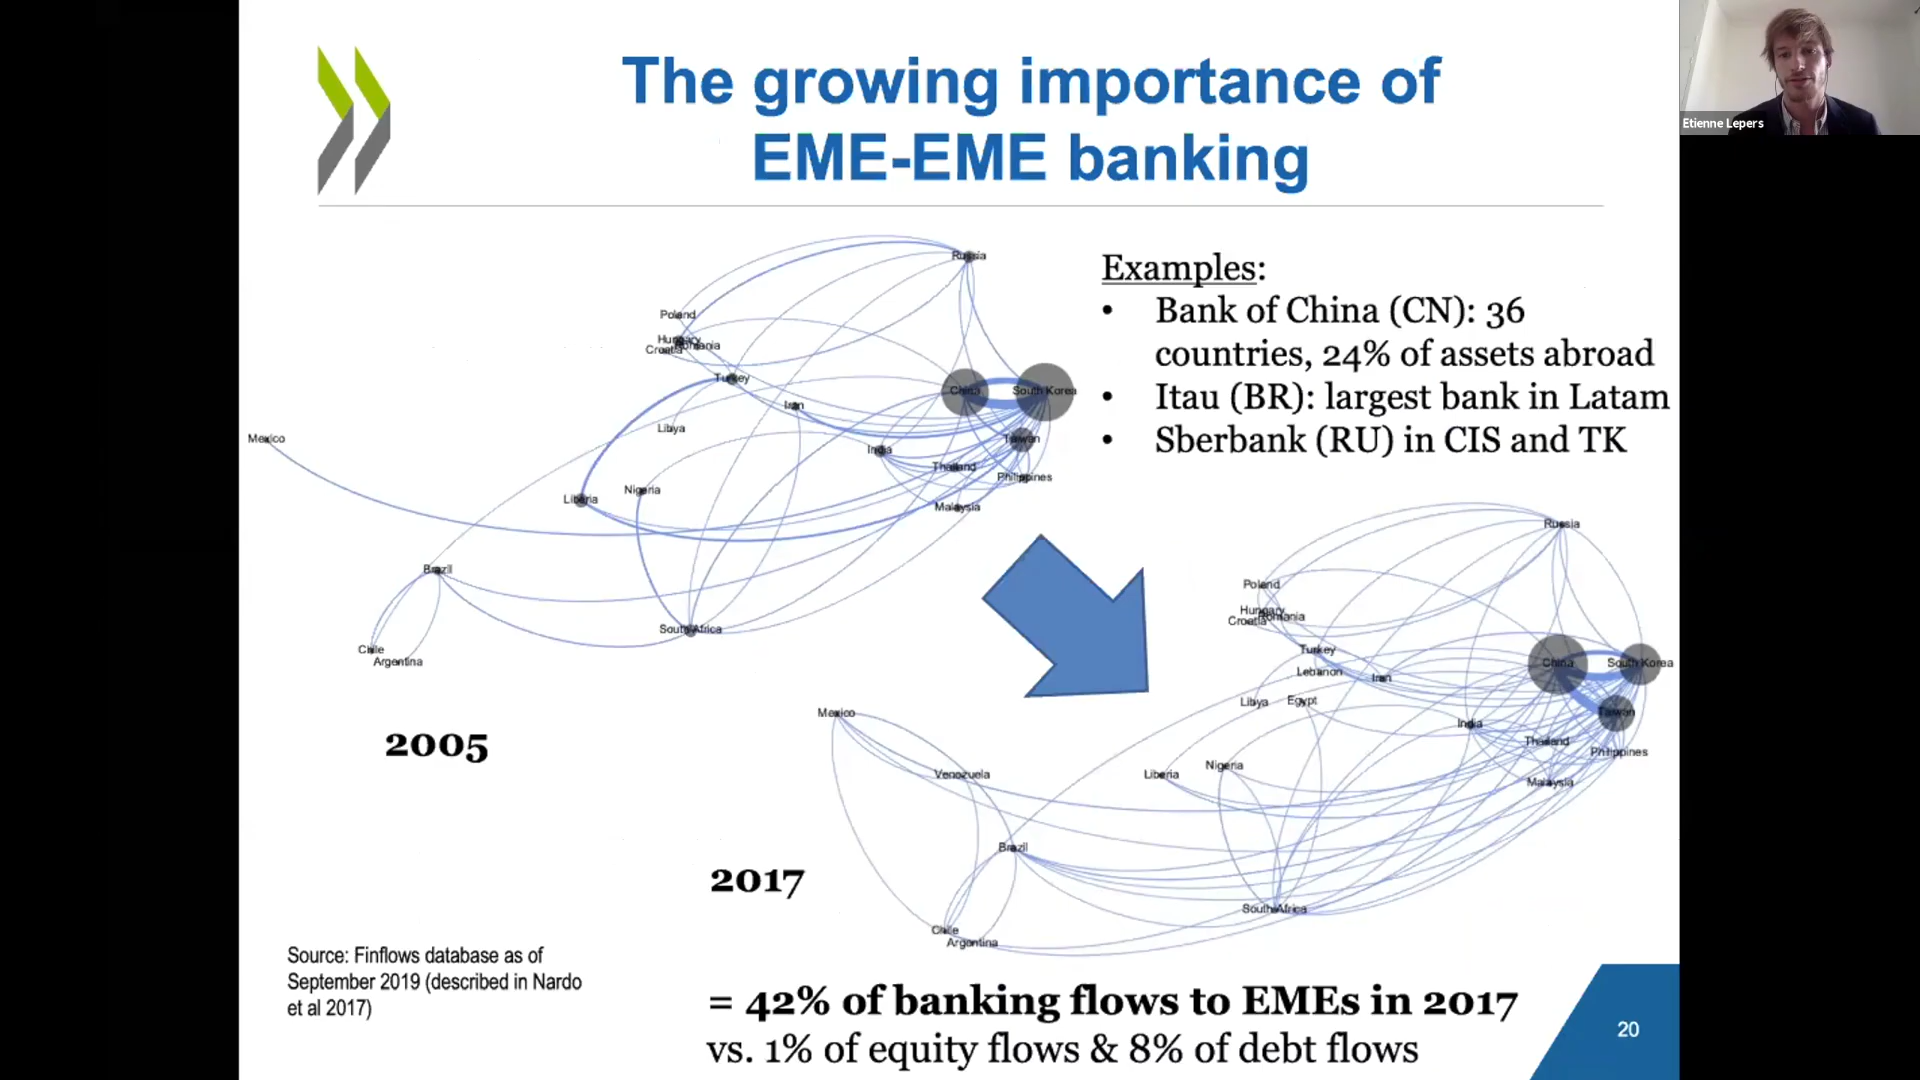 The growing importance of
EME-EME banking
Etienne Lepers
Examples:
• Bank of China (CN): 36
countries, 24% of assets abroad
• Itau (BR): largest bank in Latam
• Sberbank (RU) in CIS and TK
Russia
Poland
Hungary
Romania
Croatia
Turkey
Iran
China
South Korea
Libya
Mexico
Taiwan
India
Thailand
Philippines
Nigeria
Liberia
Malaysia
Brazil
South Africa
Chile
Argentina
2005
Russia
Poland
Hungary
Romania
Croatia
Turkey
Lebanon
Iran
China
South Korea
Libya
Egypt
Mexico
Taiwan
India
Thailand
Philippines
Nigeria
Liberia
Venezuela
Malaysia
Brazil
South Africa
Chile
Argentina
2017
Source: Finflows database as of
September 2019 (described in Nardo
et al 2017)
= 42% of banking flows to EMEs in 2017
vs. 1% of equity flows & 8% of debt flows
20